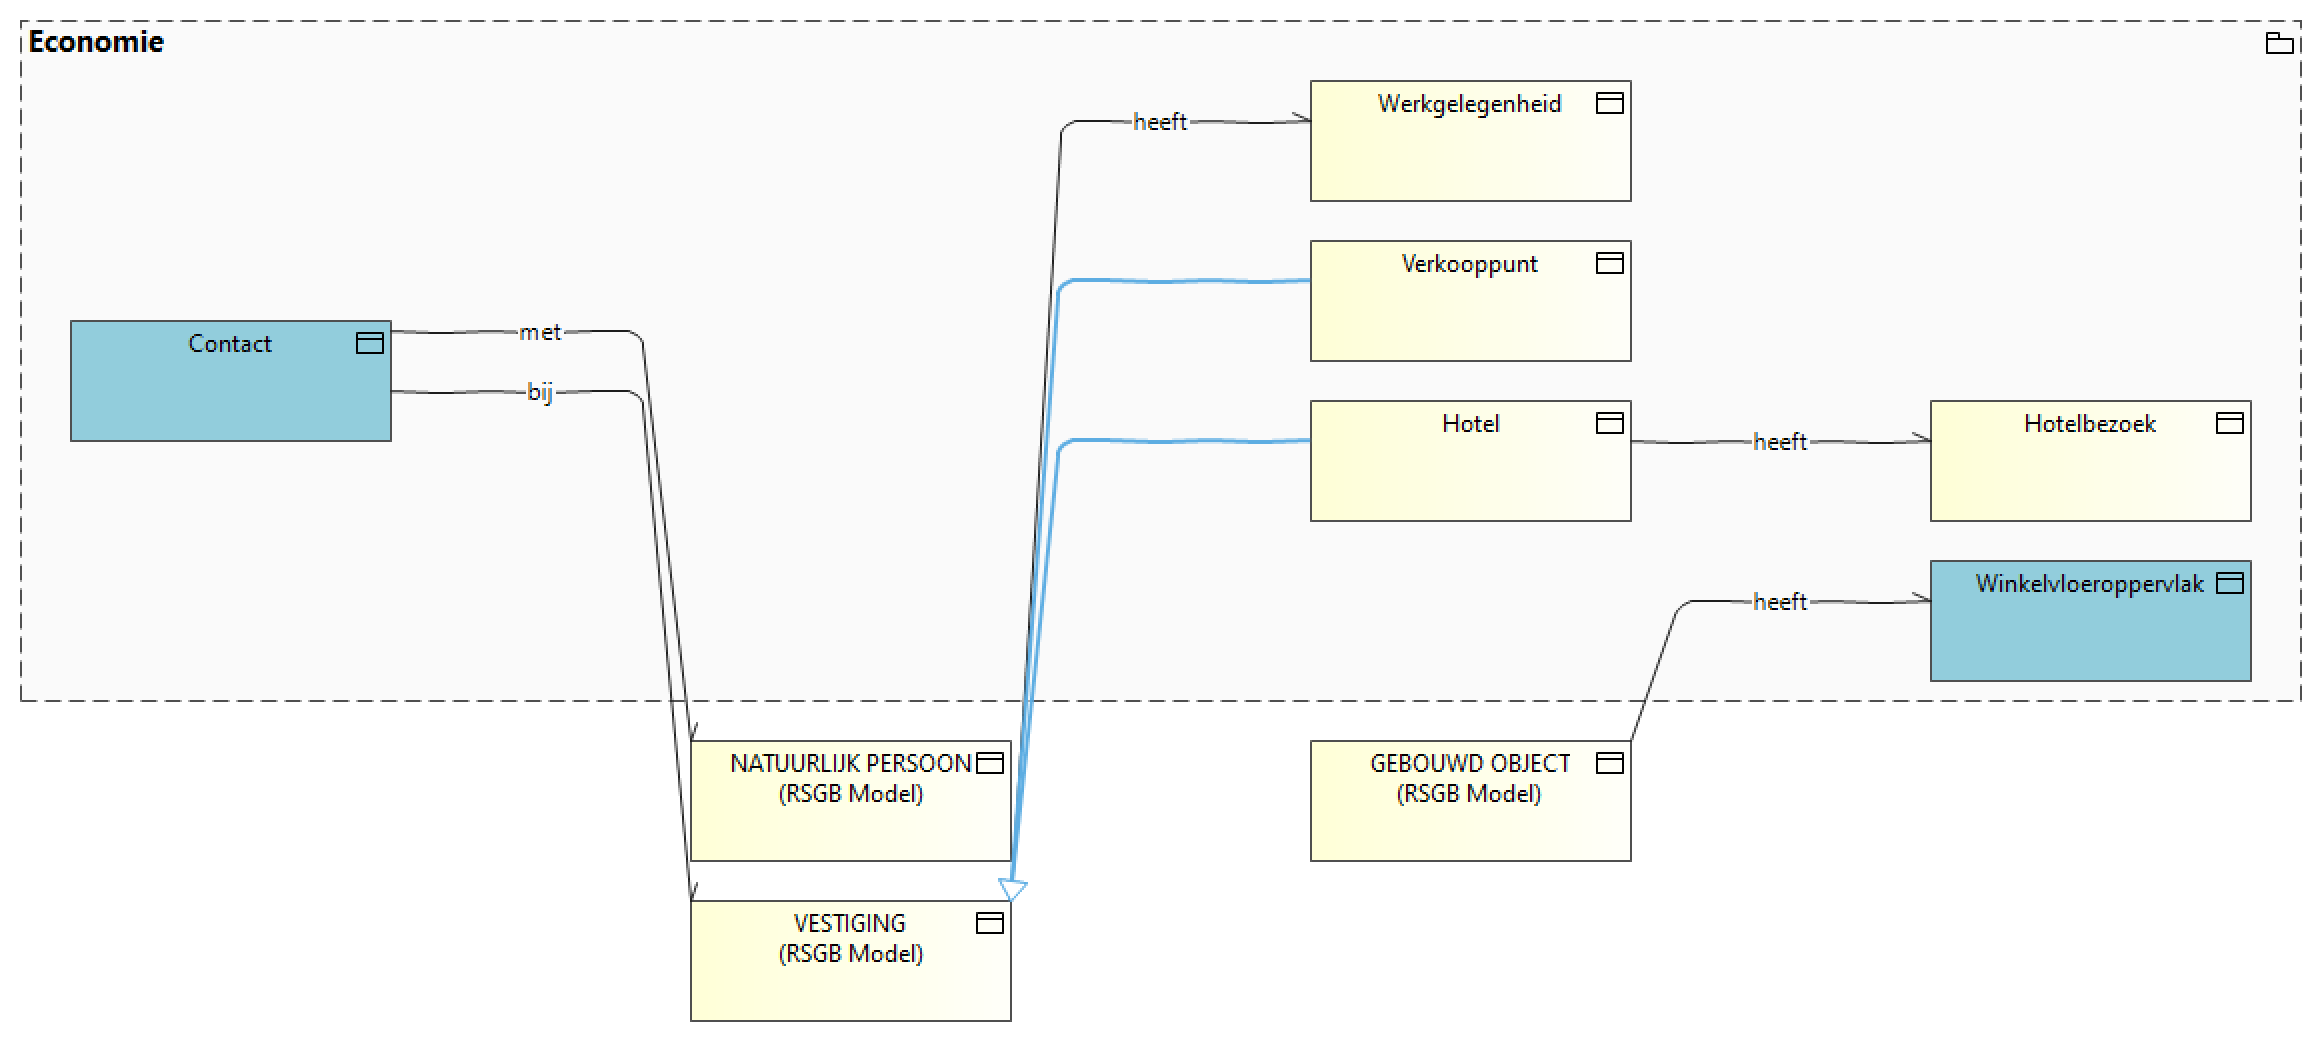 Economie
Werkgelegenheid
heeft
Verkooppunt
Contact
met
bij
Hotel
heeft
Hotelbezoek
Winkelvloeroppervlak
heeft
NATUURLIJK PERSOON
(RSGB Model)
GEBOUWD OBJECT
(RSGB Model)
VESTIGING
(RSGB Model)